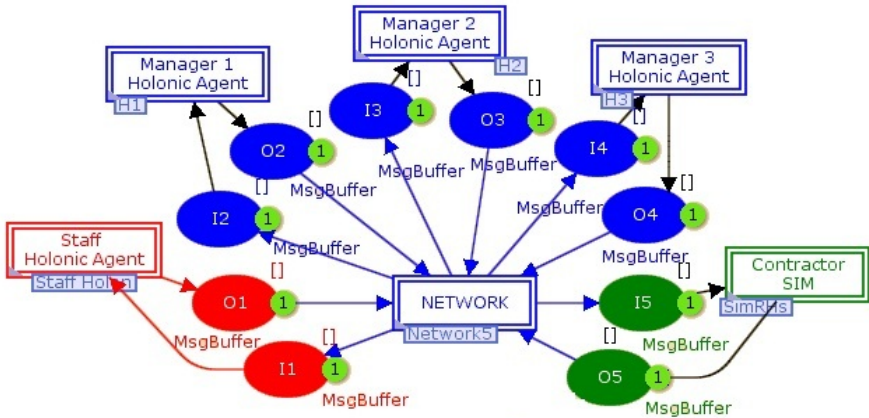 Manager 2
Holonic Agent
H2
Manager 1
Holonic Agent
H1
Manager 3
Holonic Agent
H3
[]
I3
1
[]
O3
1
[]
O2
1
[]
I4
1
MsgBuffer
MsgBuffer
MsgBuffer
[]
I2
1
[]
O4
1
MsgBuffer
MsgBuffer
MsgBuffer
Staff
Holonic Agent
Staff Holon
[]
O1
1
MsgBuffer
NETWORK
Network5
[]
I5
1
MsgBuffer
Contractor
SIM
SimRHs
[]
I1
1
MsgBuffer
[]
O5
1
MsgBuffer